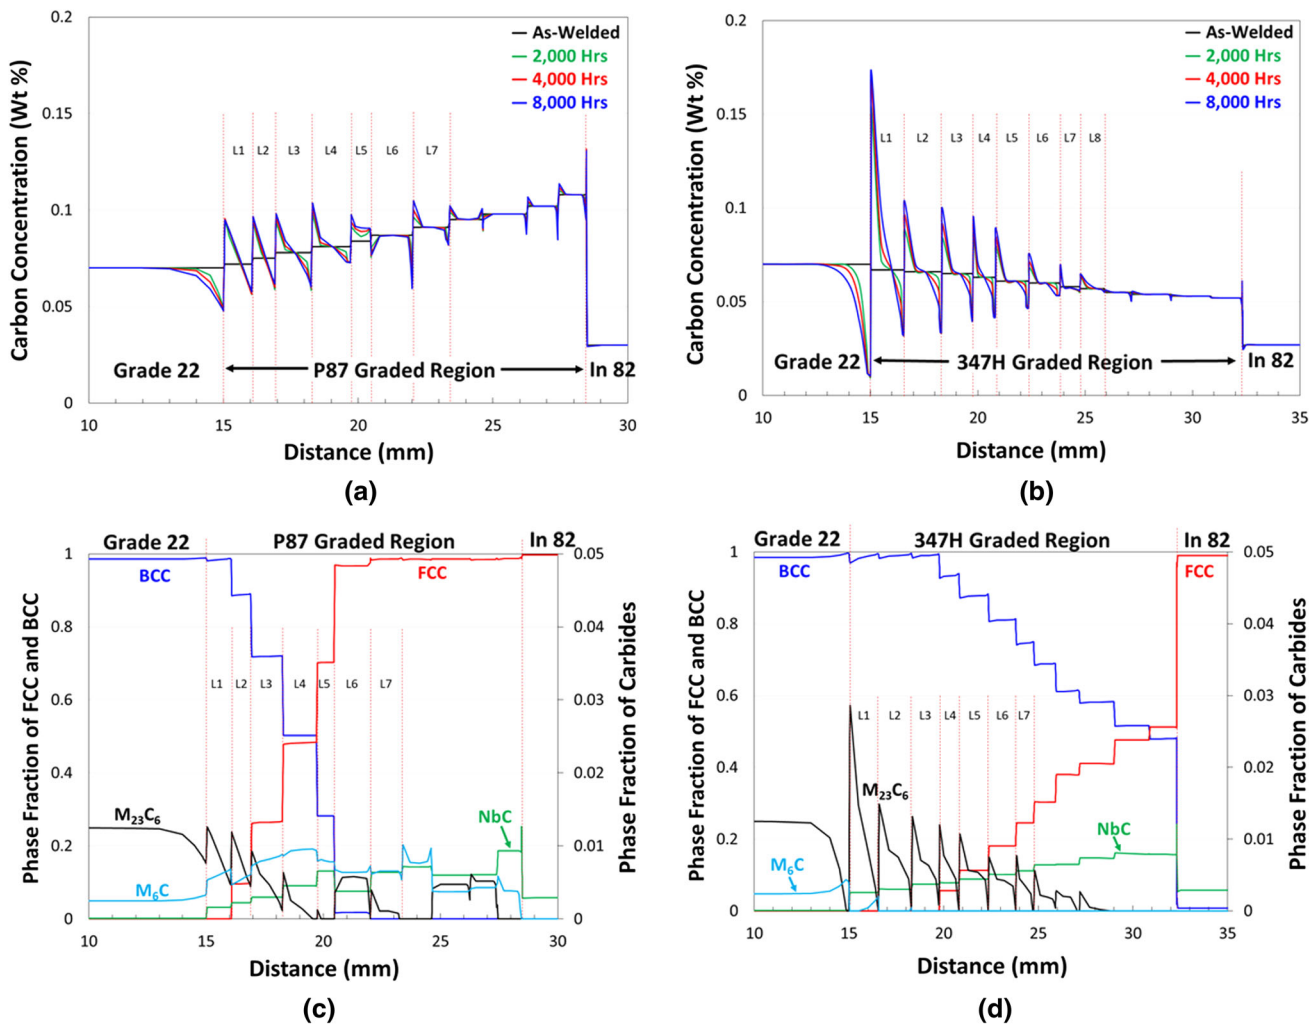 0.2
0.15
0.1
0.05
0
Carbon Concentration (Wt %)
As-Welded
2,000 Hrs
4,000 Hrs
8,000 Hrs
L1 L2 L3 L4 L5 L6 L7
Grade 22 P87 Graded Region In 82
10 15 20 25 30
Distance (mm)
(a)
0.2
0.15
0.1
0.05
0
Carbon Concentration (Wt %)
As-Welded
2,000 Hrs
4,000 Hrs
8,000 Hrs
L1 L2 L3 L4 L5 L6 L7 L8
Grade 22 347H Graded Region In 82
10 15 20 25 30 35
Distance (mm)
(b)
Grade 22 P87 Graded Region In 82
1
0.8
0.6
0.4
0.2
0
Phase Fraction of FCC and BCC
BCC
FCC
L1 L2 L3 L4 L5 L6 L7
M23C6
NbC
M6C
0.05
0.04
0.03
0.02
0.01
0
Phase Fraction of Carbides
10 15 20 25 30
Distance (mm)
(c)
Grade 22 347H Graded Region In 82
1
0.8
0.6
0.4
0.2
0
Phase Fraction of FCC and BCC
BCC
FCC
L1 L2 L3 L4 L5 L6 L7
M23C6
NbC
M6C
0.05
0.04
0.03
0.02
0.01
0
Phase Fraction of Carbides
10 15 20 25 30 35
Distance (mm)
(d)